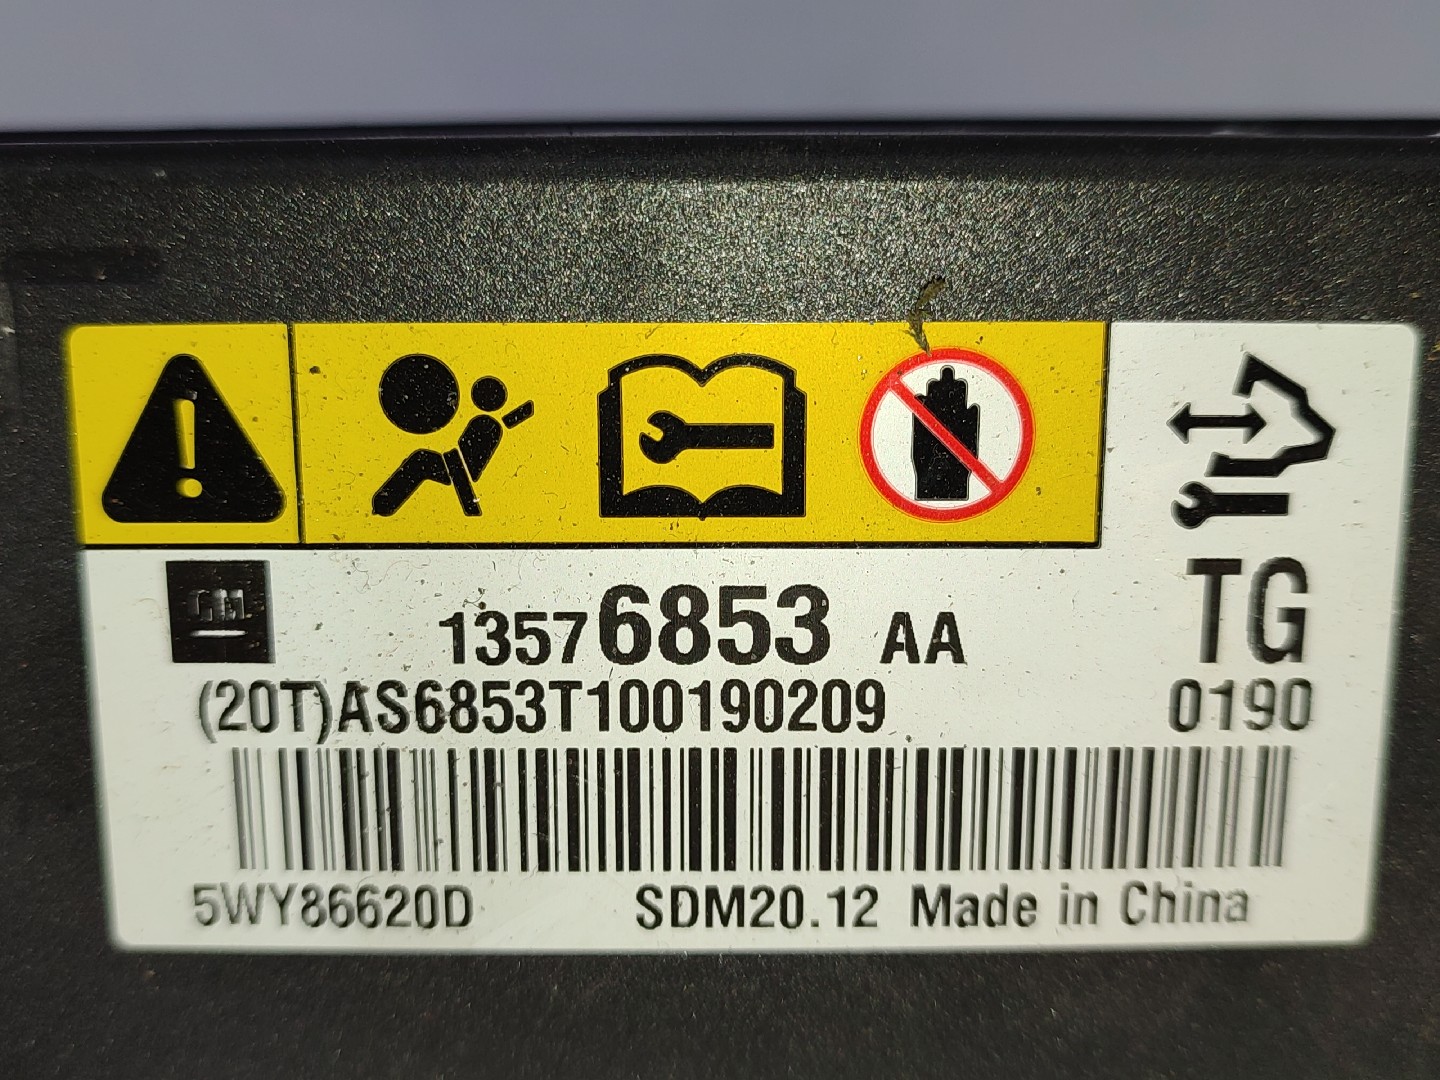 GM
13576853 AA
TG
(20T)AS6853T100190209
0190
5WY86620D SDM20.12 Made in China